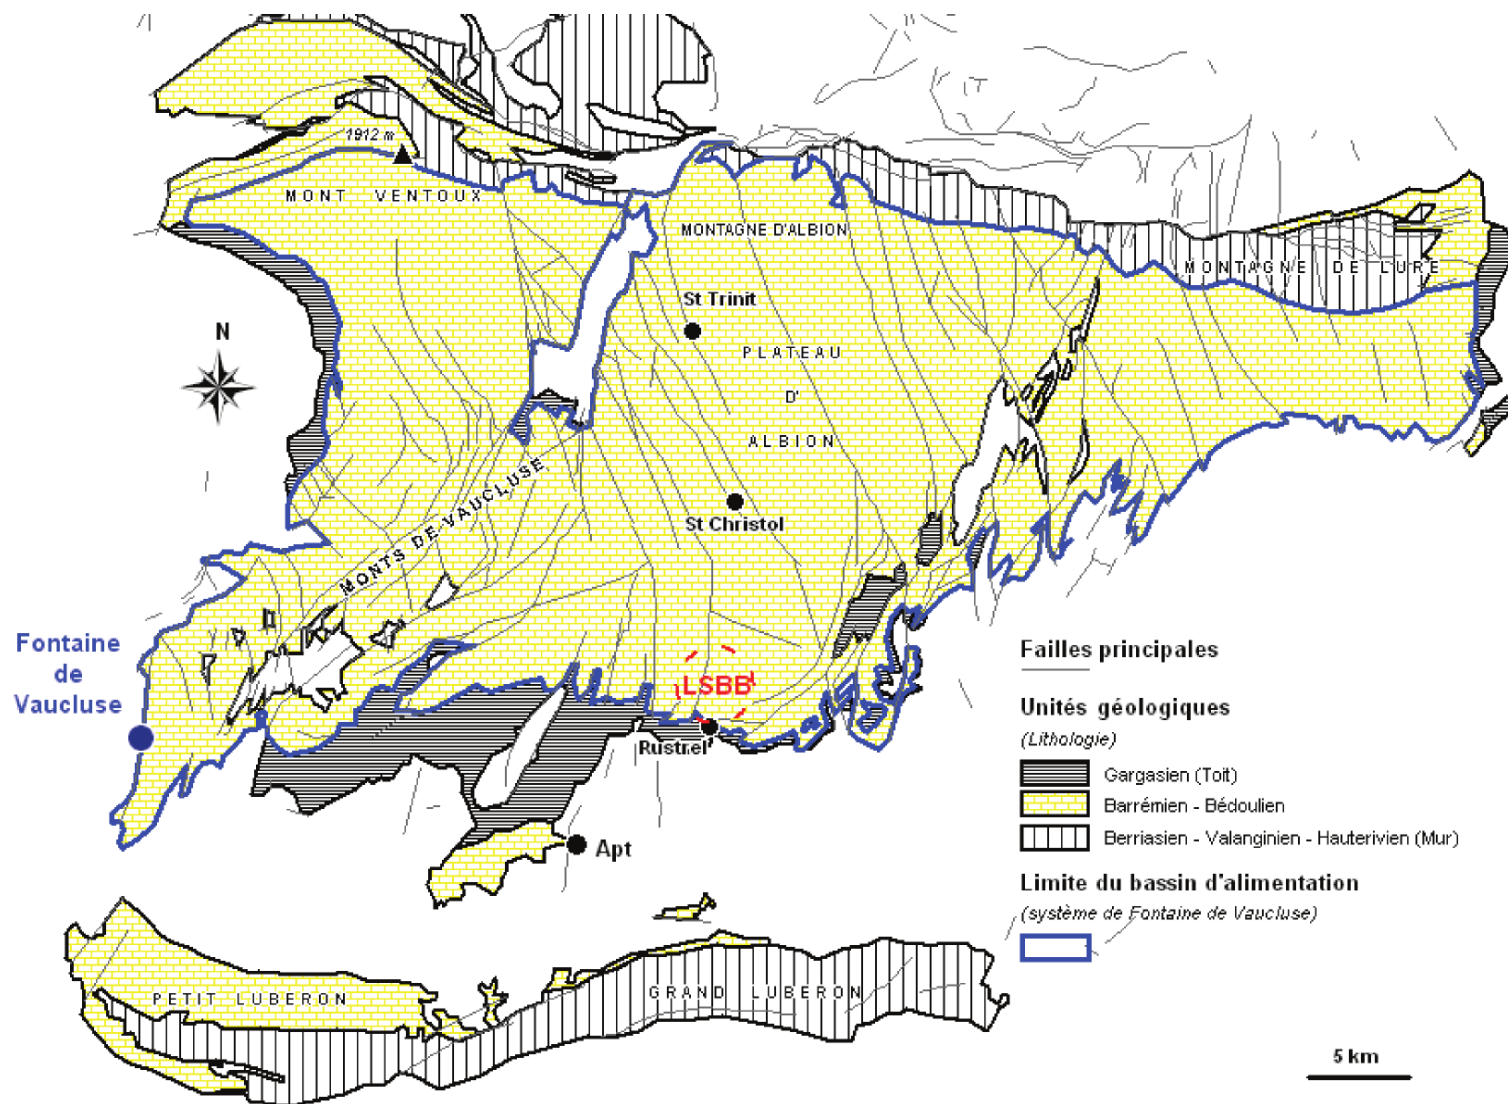 1912 m
MONT VENTOUX
MONTAGNE D'ALBION
MONTAGNE DE LURE
St Trinit
N
PLATEAU
D'
ALBION
MONTS DE VAUCLUSE
St Christol
Fontaine
de
Vaucluse
LSBB
Rustrel
Apt
PETIT LUBERON
GRAND LUBERON
Failles principales
Unités géologiques
(Lithologie)
Gargasien (Toit)
Barrémien - Bédoulien
Berriasien - Valanginien - Hauterivien (Mur)
Limite du bassin d'alimentation
(système de Fontaine de Vaucluse)
5 km